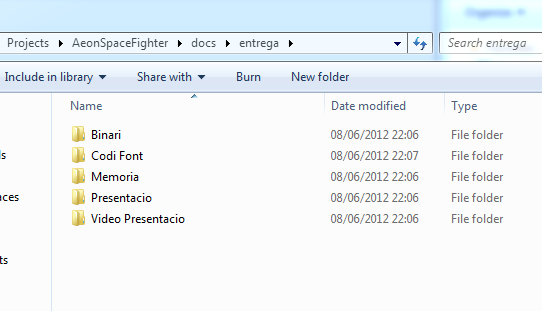 Organize
Projects AeonSpaceFighter docs entrega Search entrega
Include in library Share with Burn New folder
Name Date modified Type
Binari 08/06/2012 22:06 File folder
Codi Font 08/06/2012 22:07 File folder
ds Memoria 08/06/2012 22:06 File folder
Presentacio 08/06/2012 22:06 File folder
aces Video Presentacio 08/06/2012 22:06 File folder
ts